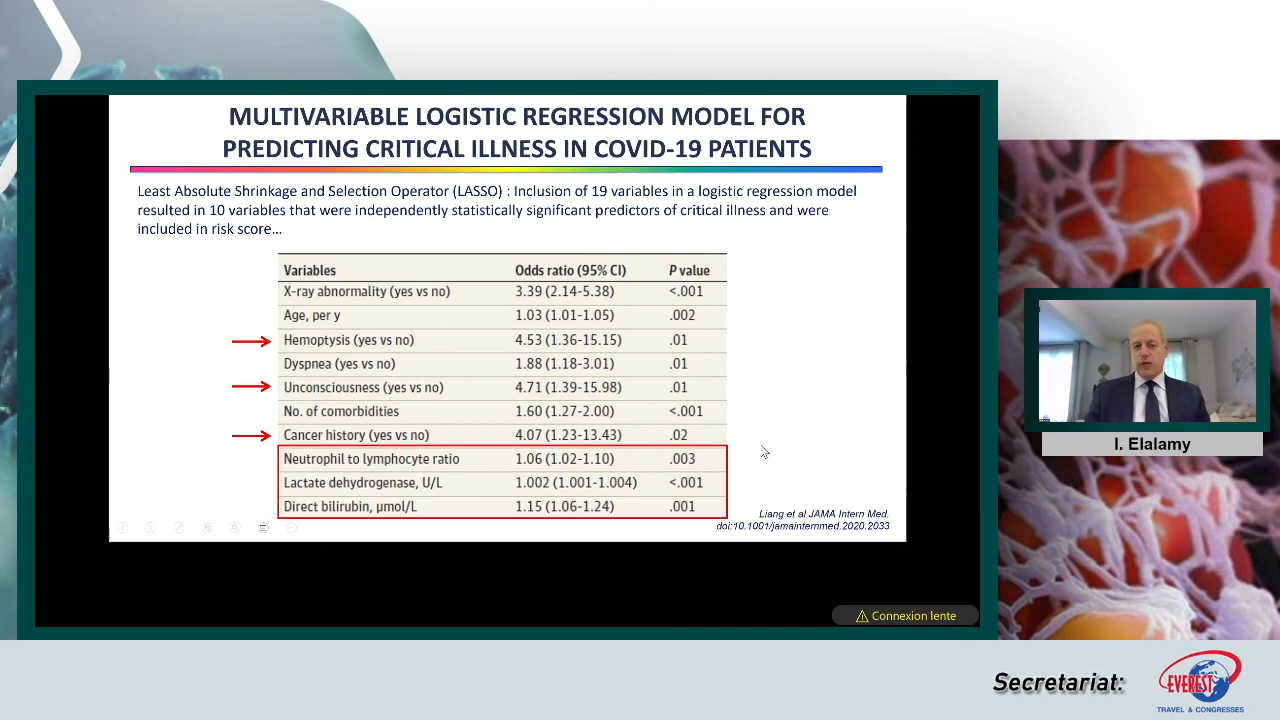 MULTIVARIABLE LOGISTIC REGRESSION MODEL FOR
PREDICTING CRITICAL ILLNESS IN COVID-19 PATIENTS
Least Absolute Shrinkage and Selection Operator (LASSO) : Inclusion of 19 variables in a logistic regression model
resulted in 10 variables that were independently statistically significant predictors of critical illness and were
included in risk score...
Variables Odds ratio (95% CI) P value
X-ray abnormality (yes vs no) 3.39 (2.14-5.38) <.001
Age, per y 1.03 (1.01-1.05) .002
Hemoptysis (yes vs no) 4.53 (1.36-15.15) .01
Dyspnea (yes vs no) 1.88 (1.18-3.01) .01
Unconsciousness (yes vs no) 4.71 (1.39-15.98) .01
No. of comorbidities 1.60 (1.27-2.00) <.001
Cancer history (yes vs no) 4.07 (1.23-13.43) .02
Neutrophil to lymphocyte ratio 1.06 (1.02-1.10) .003
Lactate dehydrogenase, U/L 1.002 (1.001-1.004) <.001
Direct bilirubin, μmol/L 1.15 (1.06-1.24) .001
Liang et al JAMA Intern Med.
doi:10.1001/jamainternmed.2020.2033
Connexion lente
I. Elalamy
Secretariat:
EVEREST
TRAVEL & CONGRESSES